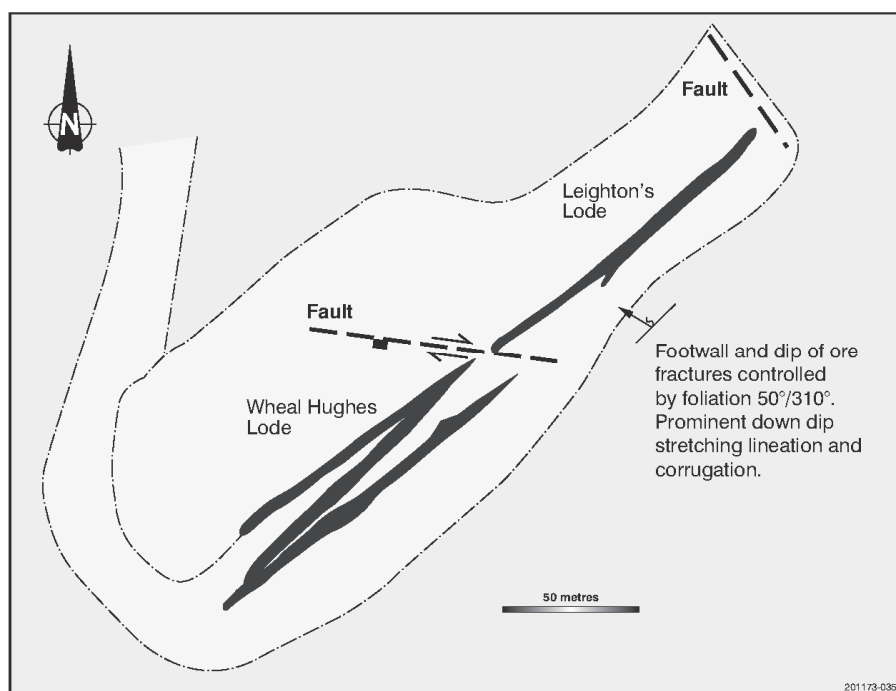 N
Fault
Leighton's
Lode
Fault
Wheal Hughes
Lode
Footwall and dip of ore
fractures controlled
by foliation 50°/310°.
Prominent down dip
stretching lineation and
corrugation.
50 metres
201173-035